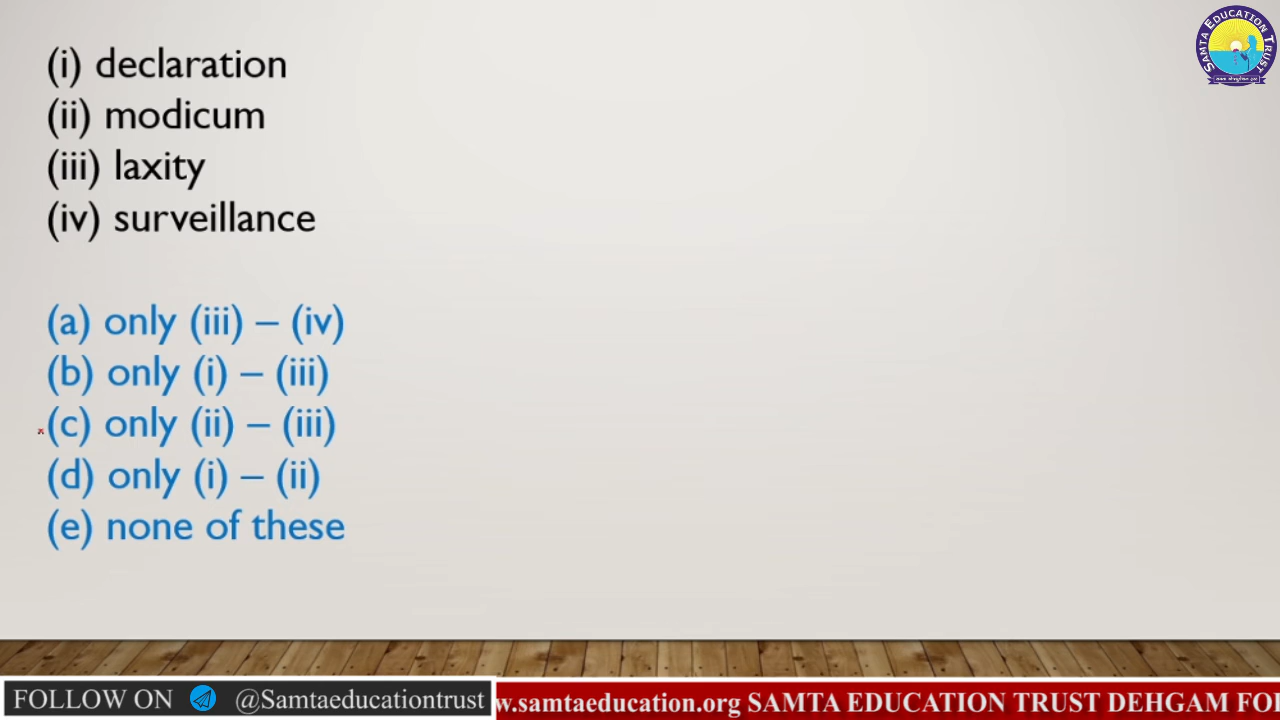 (i) declaration
(ii) modicum
(iii) laxity
(iv) surveillance
(a) only (iii) – (iv)
(b) only (i) – (iii)
(c) only (ii) – (iii)
(d) only (i) – (ii)
(e) none of these
SAMTA EDUCATION TRUST
FOLLOW ON @Samtaeducationtrust
w.samtaeducation.org SAMTA EDUCATION TRUST DEHGAM FO